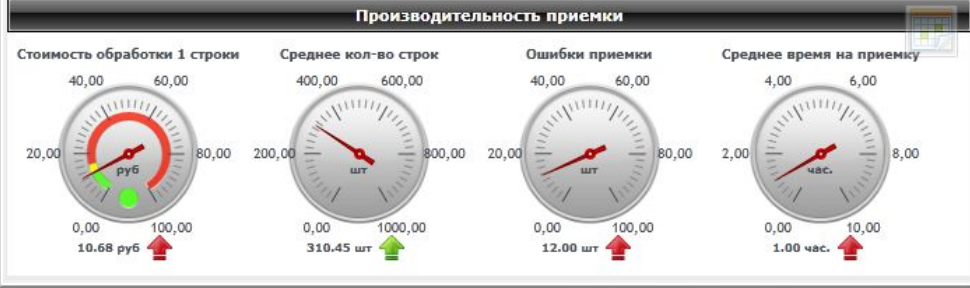 Производительность приемки
Стоимость обработки 1 строки
40,00 60,00
20,00 80,00
руб
0,00 100,00
10.68 руб
Среднее кол-во строк
400,00 600,00
200,00 800,00
шт
0,00 1000,00
310.45 шт
Ошибки приемки
40,00 60,00
20,00 80,00
шт
0,00 100,00
12.00 шт
Среднее время на приемку
4,00 6,00
2,00 8,00
час.
0,00 10,00
1.00 час.